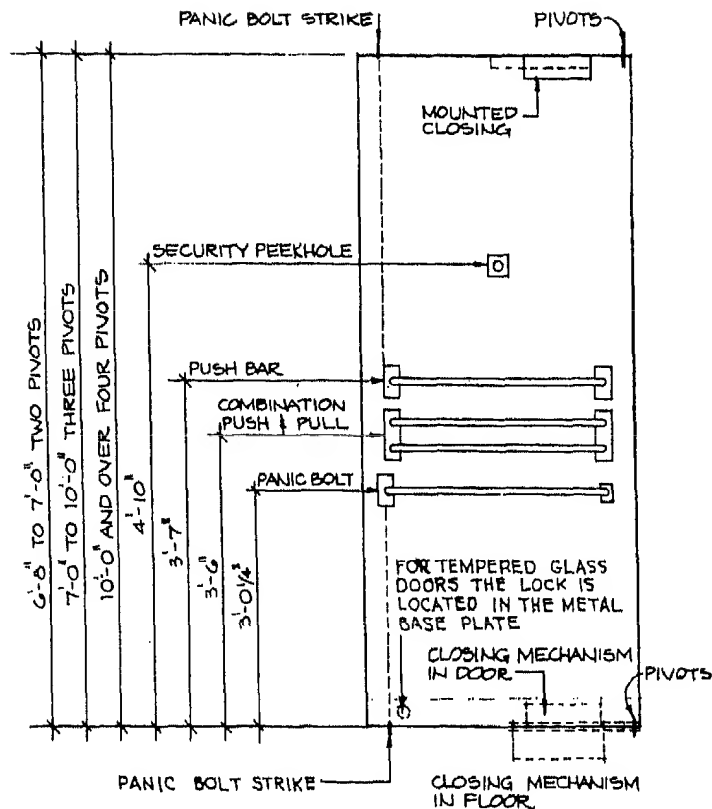 PANIC BOLT STRIKE
PIVOTS
MOUNTED
CLOSING
SECURITY PEEKHOLE
PUSH BAR
COMBINATION
PUSH & PULL
PANIC BOLT
6'-8" TO 7'-0" TWO PIVOTS
7'-0" TO 10'-0" THREE PIVOTS
10'-0" AND OVER FOUR PIVOTS
4'-10"
3'-7"
3'-6"
3'-0 1/4"
FOR TEMPERED GLASS
DOORS THE LOCK IS
LOCATED IN THE METAL
BASE PLATE
CLOSING MECHANISM
IN DOOR
PIVOTS
PANIC BOLT STRIKE
CLOSING MECHANISM
IN FLOOR